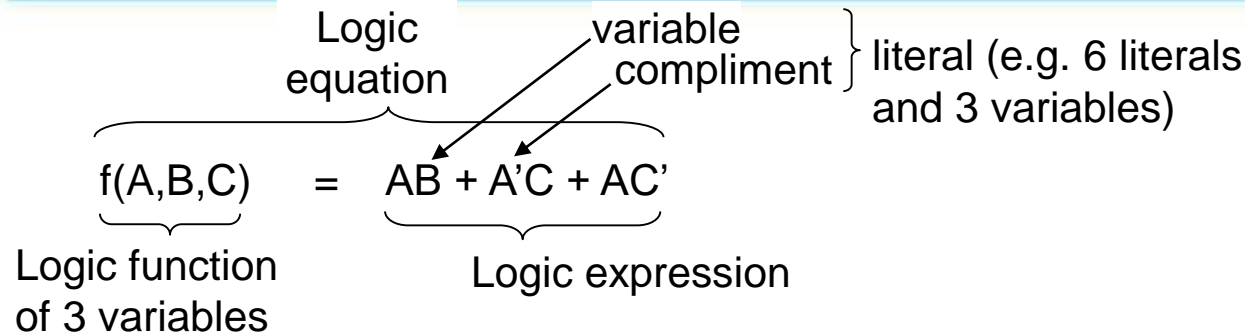 Logic
equation
variable
compliment
literal (e.g. 6 literals
and 3 variables)
f(A,B,C) = AB + A’C + AC’
Logic function
of 3 variables
Logic expression